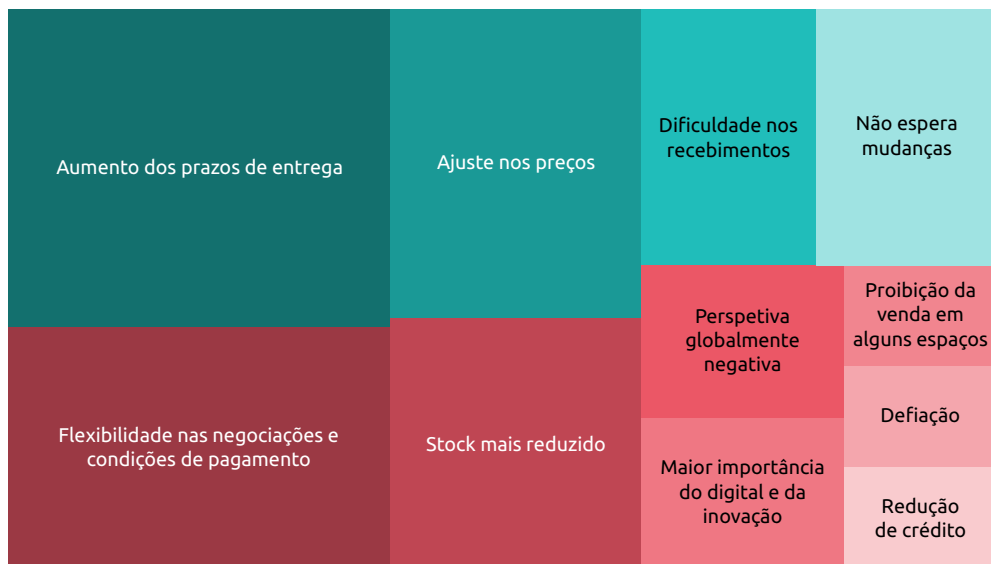 Aumento dos prazos de entrega
Ajuste nos preços
Dificuldade nos
recebimentos
Não espera
mudanças
Flexibilidade nas negociações e
condições de pagamento
Stock mais reduzido
Perspetiva
globalmente
negativa
Proibição da
venda em
alguns espaços
Defiação
Maior importância
do digital e da
inovação
Redução
de crédito